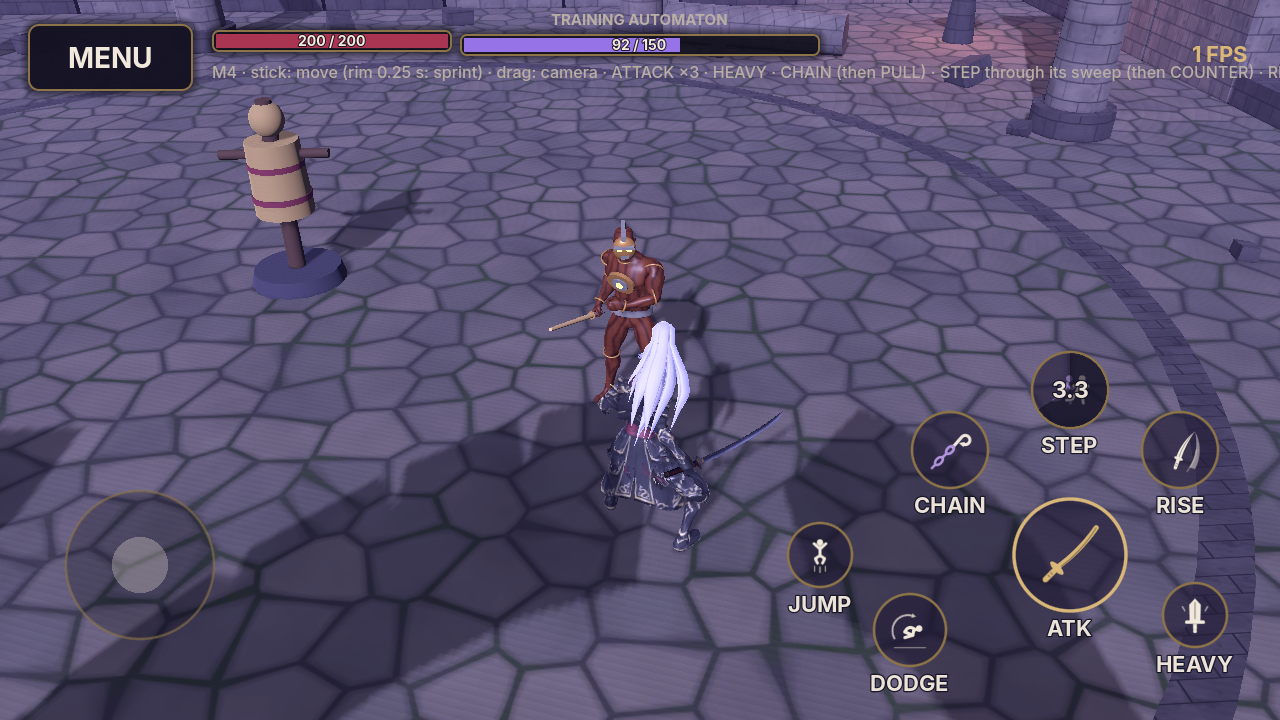 TRAINING AUTOMATON
MENU
200 / 200
92 / 150
1 FPS
M4 · stick: move (rim 0.25 s: sprint) · drag: camera · ATTACK ×3 · HEAVY · CHAIN (then PULL) · STEP through its sweep (then COUNTER) ·
3.3
STEP
CHAIN
RISE
JUMP
ATK
HEAVY
DODGE